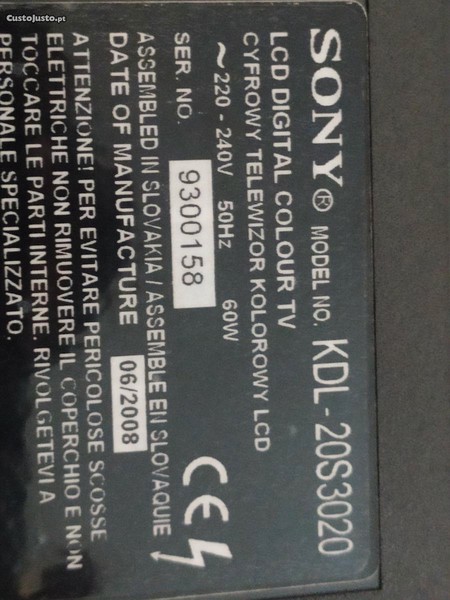 CustoJusto.pt
SONY® MODEL NO. KDL-20S3020
LCD DIGITAL COLOUR TV
CYFROWY TELEWIZOR KOLOROWY LCD
~220 - 240V 50Hz 60W
SER. NO. 9300158
ASSEMBLED IN SLOVAKIA / ASSEMBLE EN SLOVAQUIE
DATE OF MANUFACTURE 06/2008
CE
ATTENZIONE! PER EVITARE PERICOLOSE SCOSSE
ELETTRICHE NON RIMUOVERE IL COPERCHIO E NON
TOCCARE LE PARTI INTERNE. RIVOLGETEVI A
PERSONALE SPECIALIZZATO.